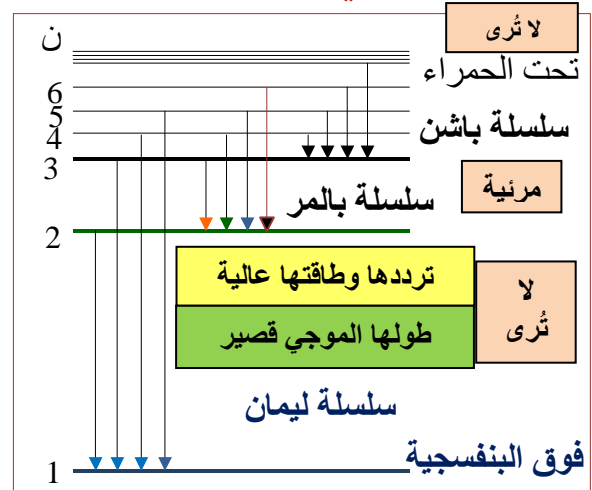 لا تُرى
ن
تحت الحمراء
6
5
4
سلسلة باشن
3
مرئية
سلسلة بالمر
2
ترددها وطاقتها عالية
لا
تُرى
طولها الموجي قصير
سلسلة ليمان
فوق البنفسجية
1